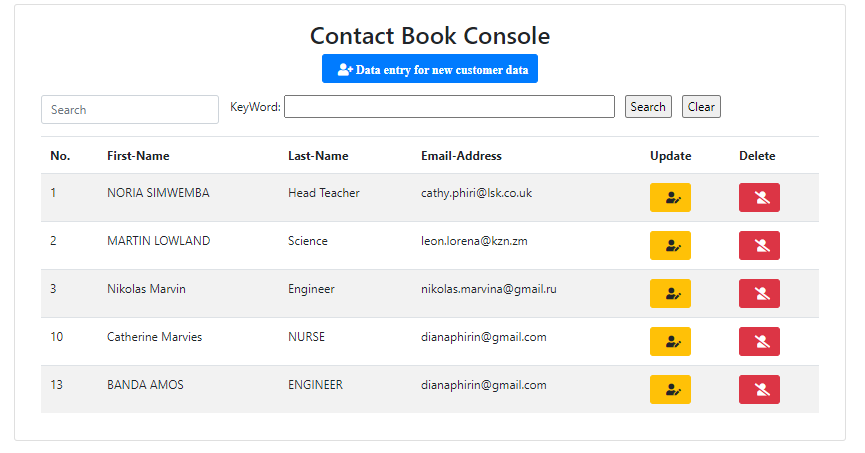 Contact Book Console
Data entry for new customer data
Search KeyWord: Search Clear
No. First-Name Last-Name Email-Address Update Delete
1 NORIA SIMWEMBA Head Teacher cathy.phiri@lsk.co.uk
2 MARTIN LOWLAND Science leon.lorena@kzn.zm
3 Nikolas Marvin Engineer nikolas.marvina@gmail.ru
10 Catherine Marvies NURSE dianaphirin@gmail.com
13 BANDA AMOS ENGINEER dianaphirin@gmail.com